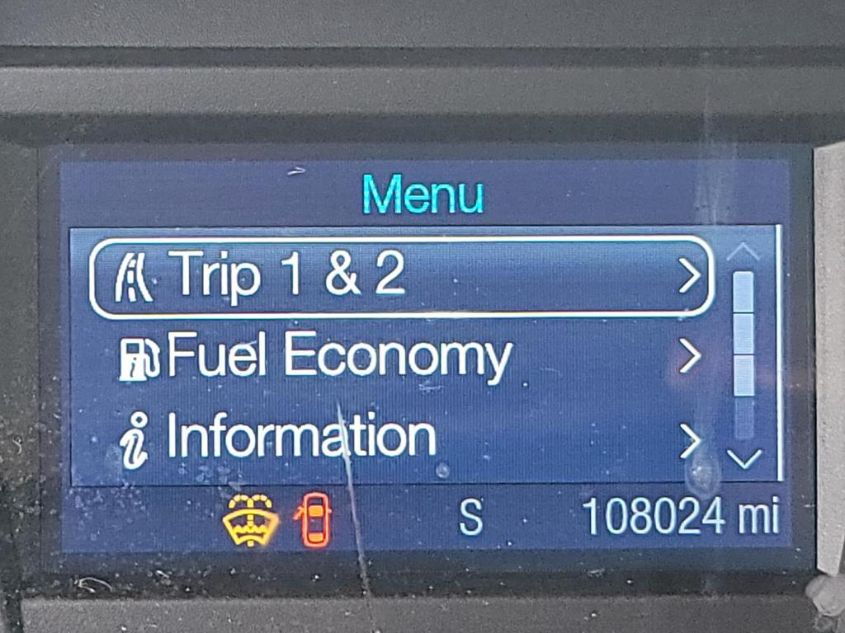 Menu
Trip 1 & 2
Fuel Economy
Information
S 108024 mi